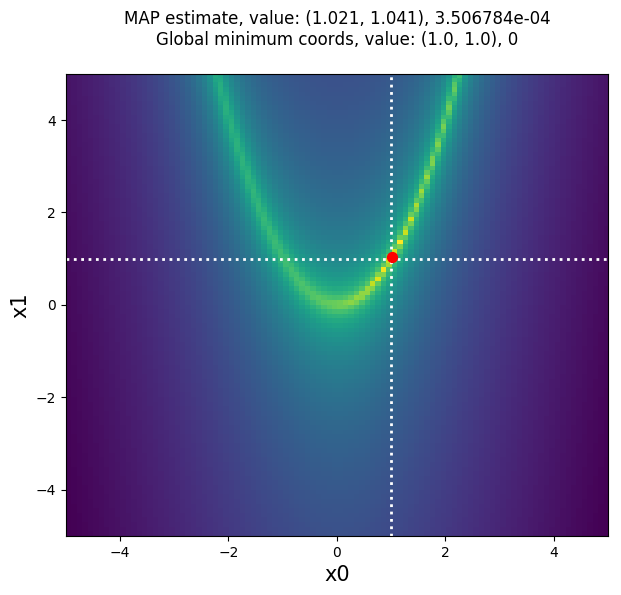 MAP estimate, value: (1.021, 1.041), 3.506784e-04
Global minimum coords, value: (1.0, 1.0), 0
4
2
0
−2
−4
x1
−4
−2
0
2
4
x0